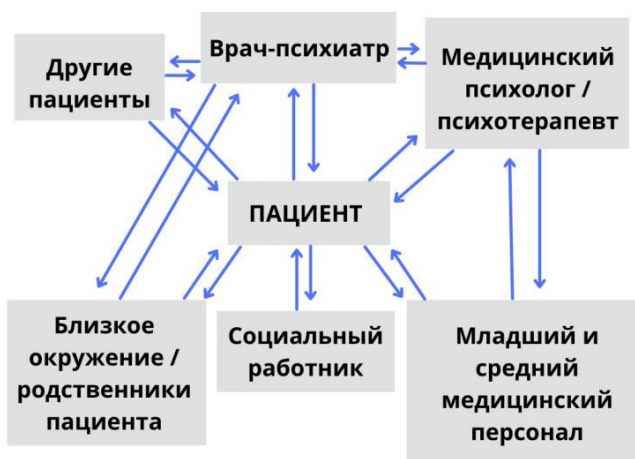 Врач-психиатр
Другие
пациенты
Медицинский
психолог /
психотерапевт
ПАЦИЕНТ
Близкое
окружение /
родственники
пациента
Социальный
работник
Младший и
средний
медицинский
персонал